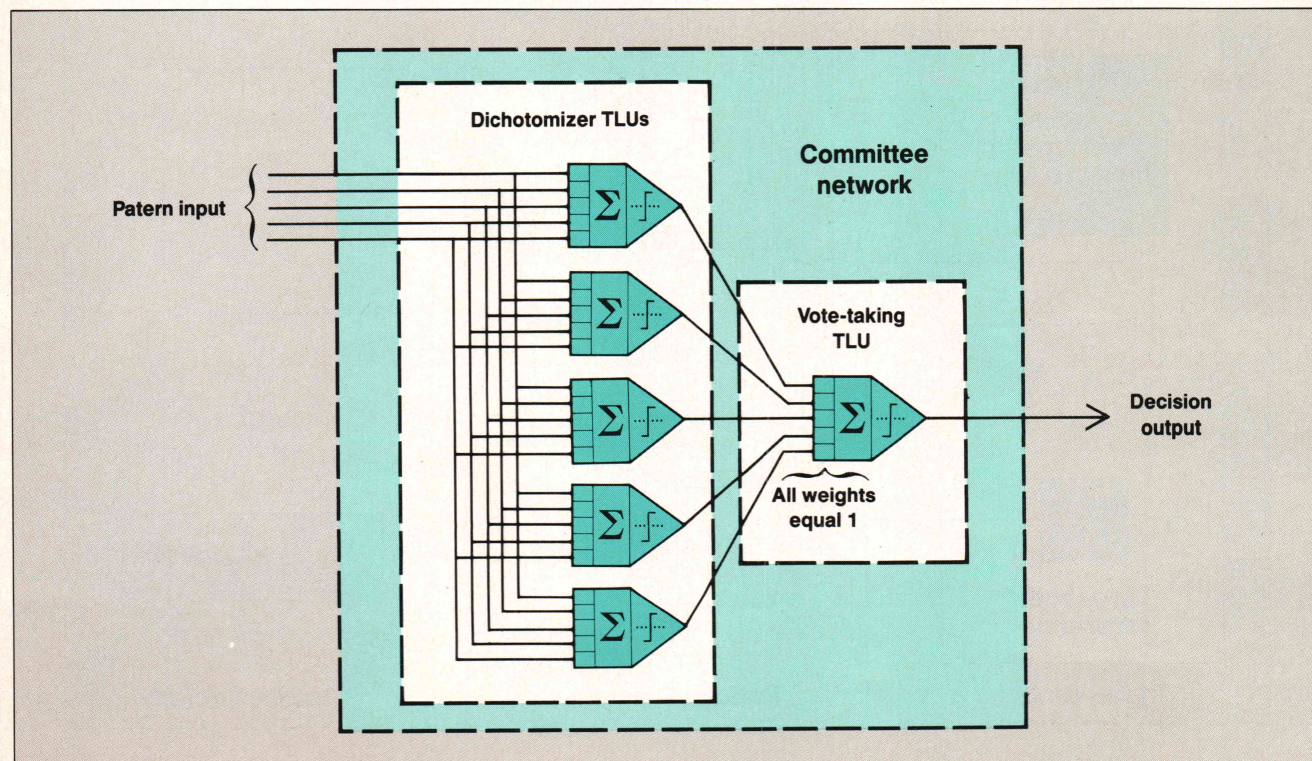 Dichotomizer TLUs
Committee
network
Patern input
Σ
Σ
Σ
Σ
Σ
Vote-taking
TLU
Σ
All weights
equal 1
Decision
output